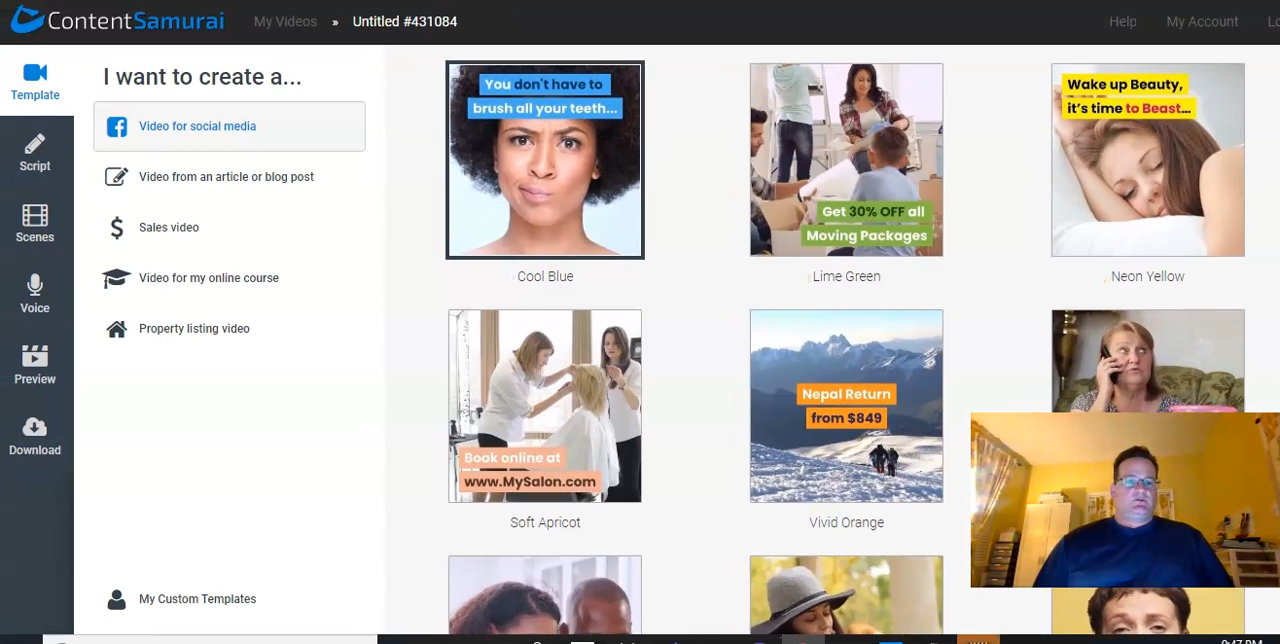 ContentSamurai
My Videos » Untitled #431084
Help
My Account
Template
Script
Scenes
Voice
Preview
Download
I want to create a...
Video for social media
Video from an article or blog post
Sales video
Video for my online course
Property listing video
My Custom Templates
You don't have to
brush all your teeth...
Cool Blue
Get 30% OFF all
Moving Packages
Lime Green
Wake up Beauty,
it's time to Beast...
Neon Yellow
Book online at
www.MySalon.com
Soft Apricot
Nepal Return
from $849
Vivid Orange